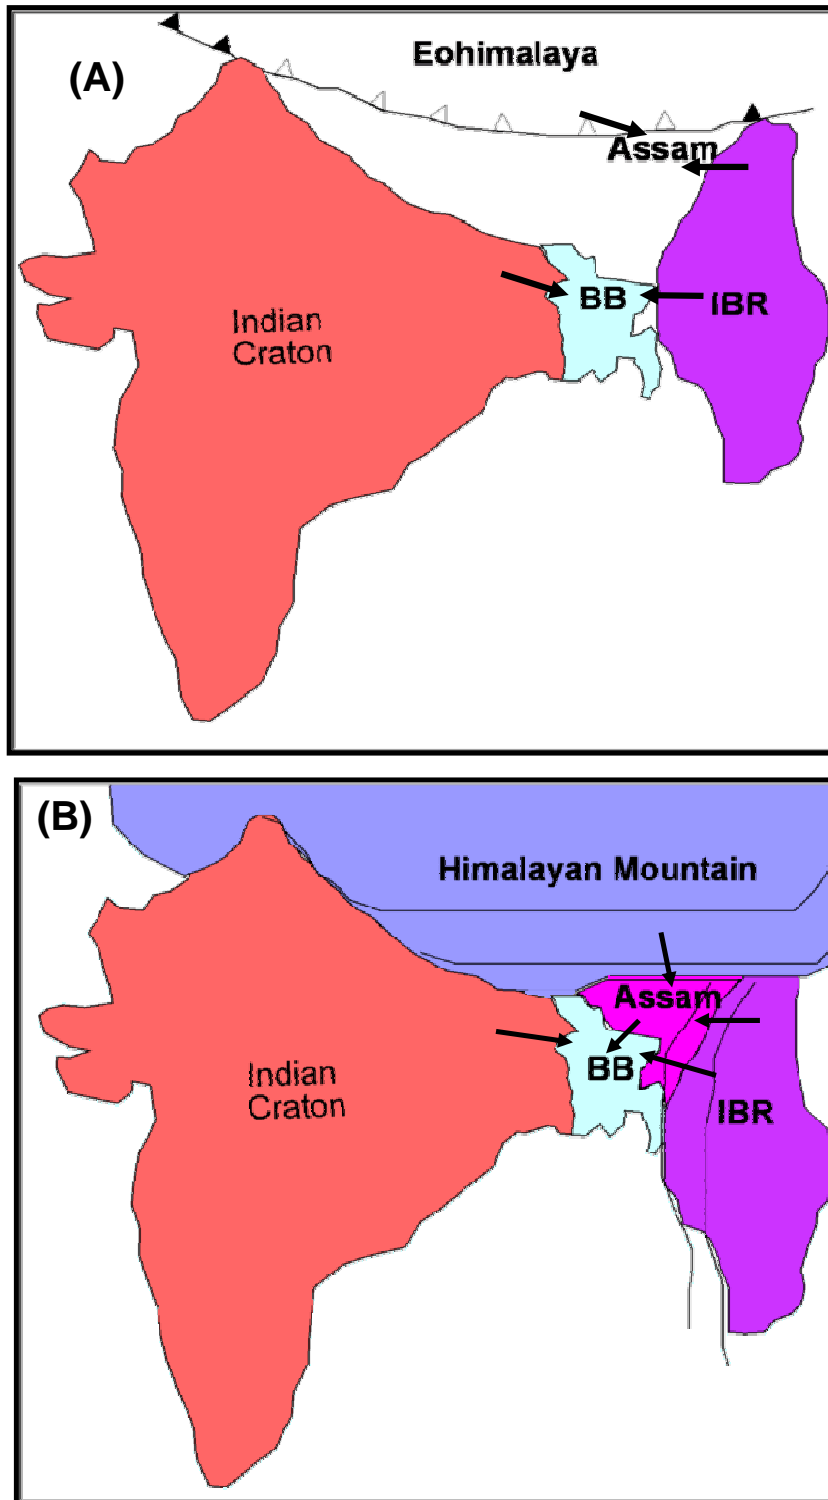 (A)
Eohimalaya
Assam
BB
IBR
Indian
Craton
(B)
Himalayan Mountain
Assam
BB
Indian
Craton
IBR